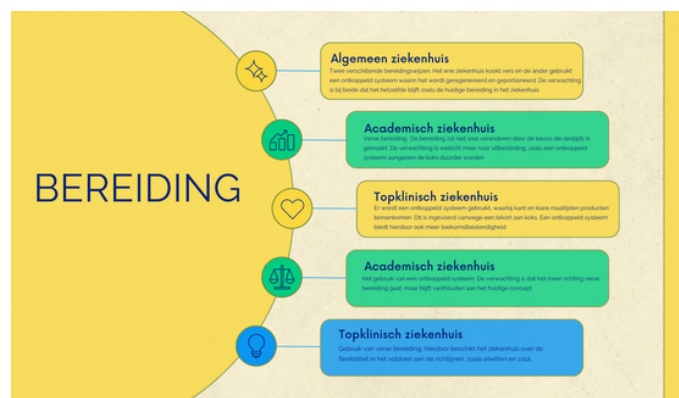 BEREIDING
Algemeen ziekenhuis
Twee verschillende bereidingswijzen. Het ene ziekenhuis kookt vers en de ander gebruikt
een ontkoppeld systeem waarin het wordt geregenereerd en geportioneerd. De verwachting
is bij beide dat het hetzelfde blijft zoals de huidige bereiding in het ziekenhuis.
Academisch ziekenhuis
Verse bereiding. De bereiding zal niet snel veranderen door de keuze die destijds is
gemaakt. De verwachting is wellicht meer naar uitbesteding, zoals een ontkoppeld
systeem aangezien de koks duurder worden
Topklinisch ziekenhuis
Er wordt een ontkoppeld systeem gebruikt, waarbij kant en klare maaltijden producten
binnenkomen. Dit is ingevoerd vanwege een tekort aan koks. Een ontkoppeld systeem
biedt hierdoor ook meer toekomstbestendigheid
Academisch ziekenhuis
Het gebruik van een ontkoppeld systeem. De verwachting is dat het meer richting verse
bereiding gaat, maar blijft vasthouden aan het huidige concept.
Topklinisch ziekenhuis
Gebruik van verse bereiding, hierdoor beschikt het ziekenhuis over de
flexibiliteit in het voldoen aan de richtlijnen, zoals eiwitten en zout.